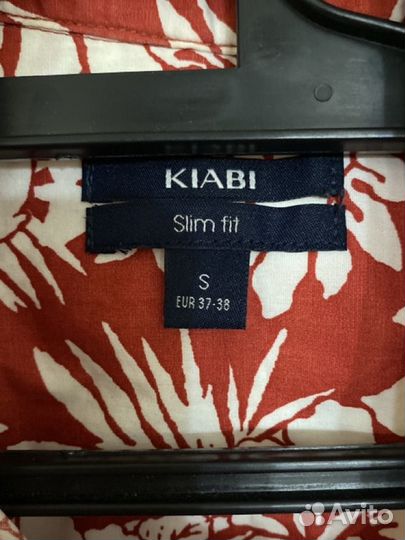 KIABI
Slim fit
S
EUR 37-38
Avito